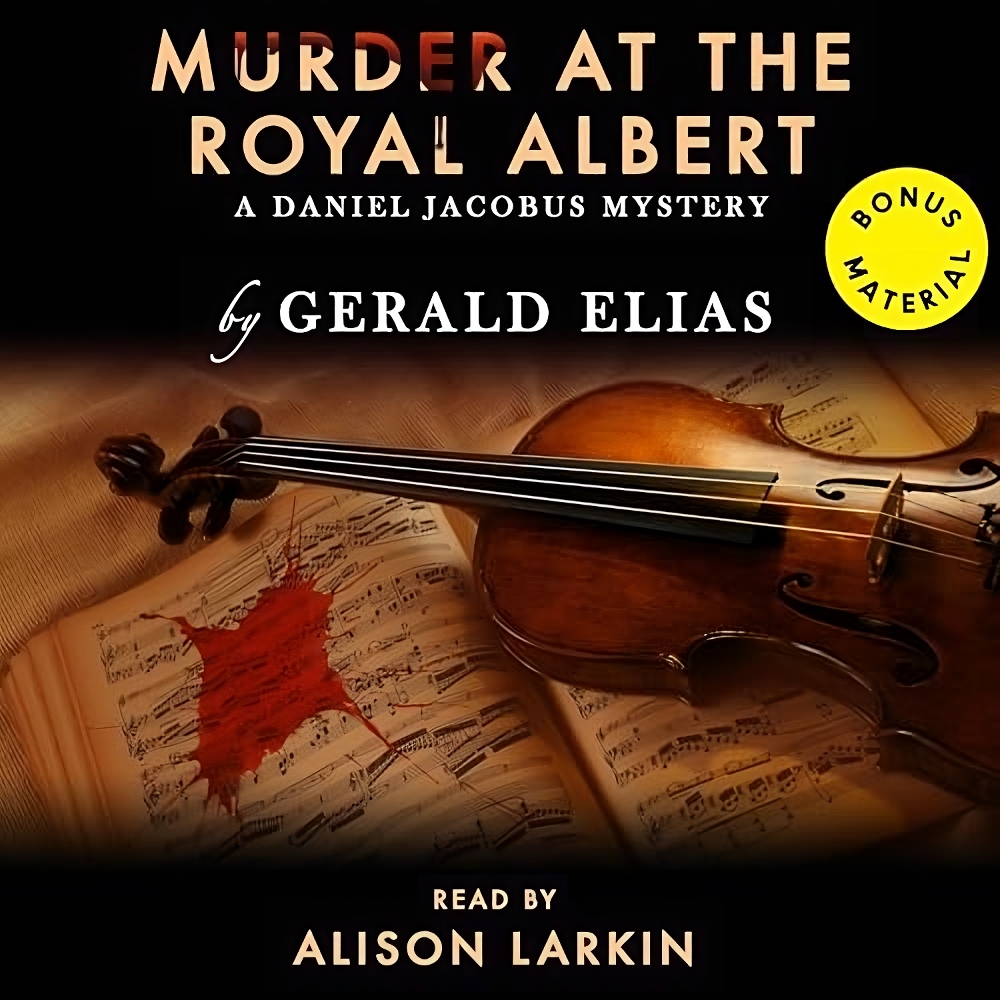 MURDER AT THE
ROYAL ALBERT
A DANIEL JACOBUS MYSTERY
by GERALD ELIAS
BONUS
MATERIAL
READ BY
ALISON LARKIN